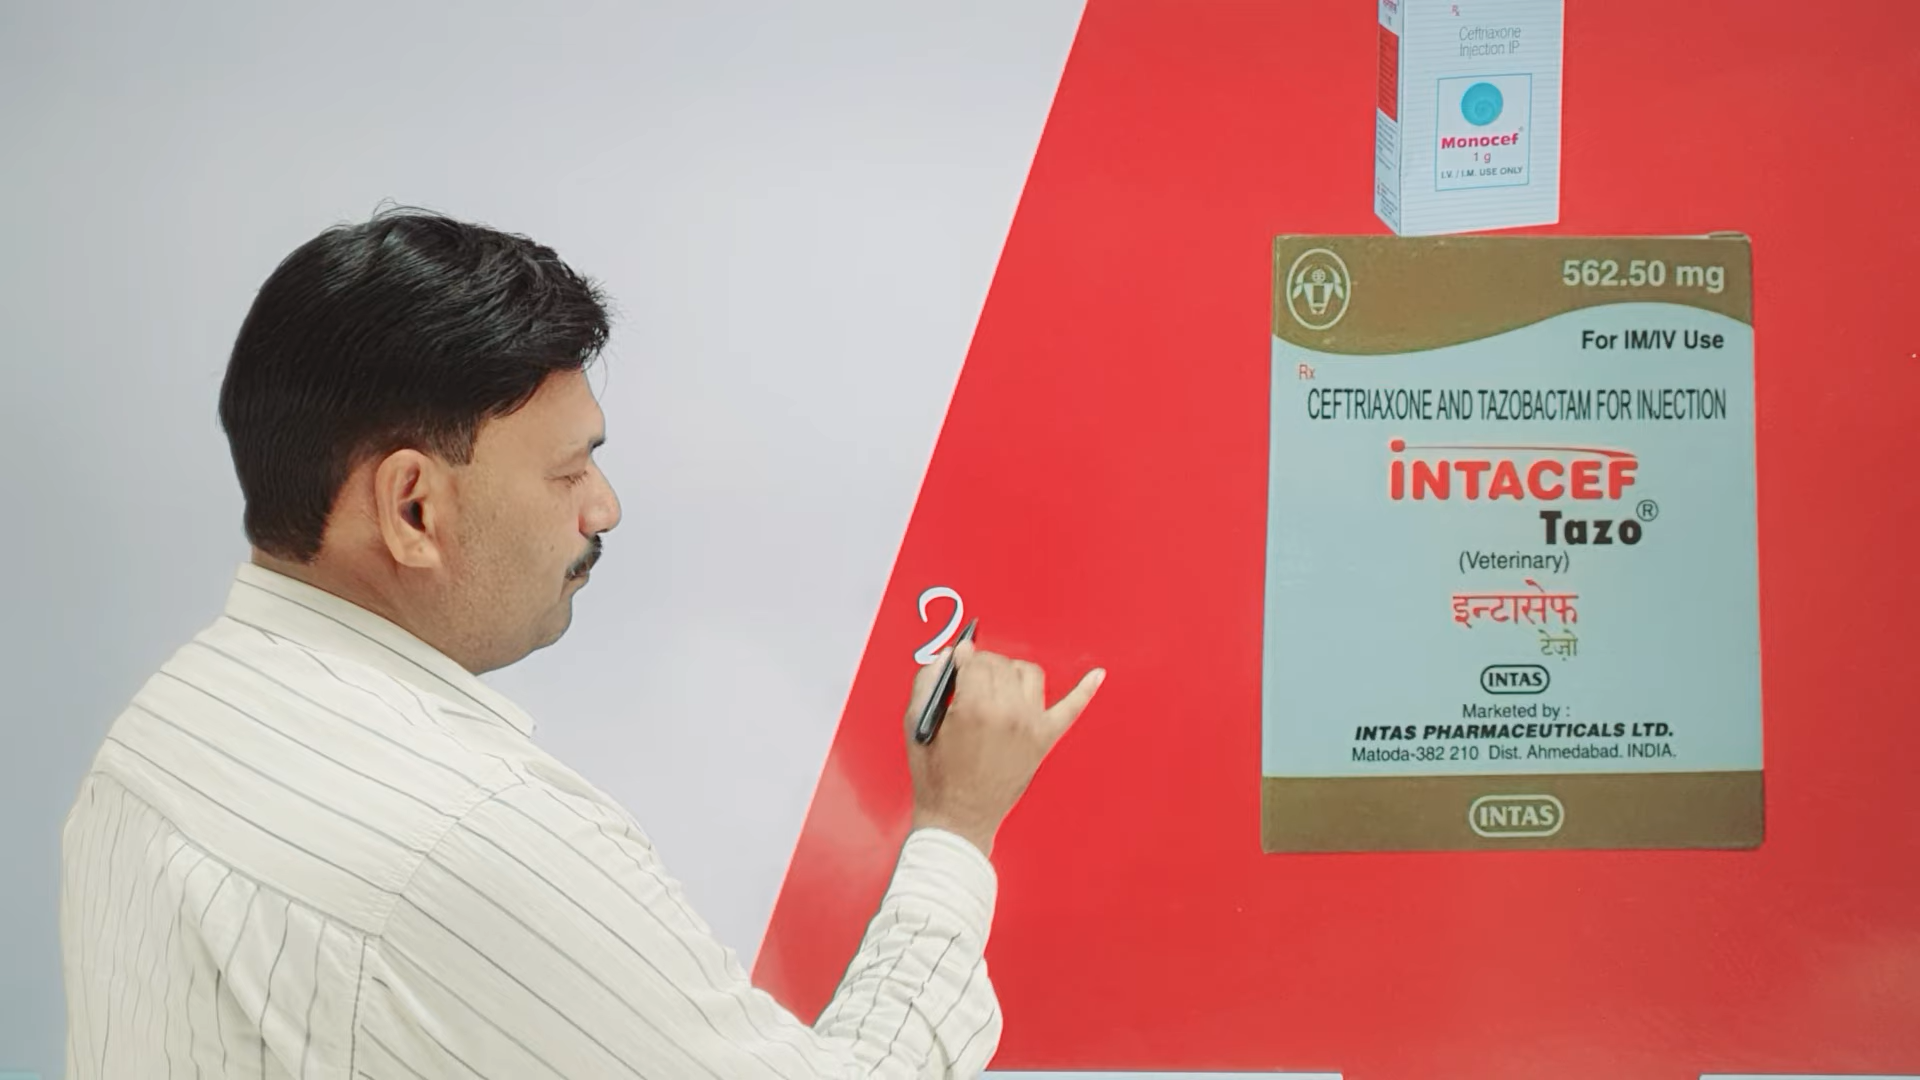 Rx
Ceftriaxone
Injection IP
Monocef
1 g
I.V. / I.M. USE ONLY
562.50 mg
For IM/IV Use
Rx
CEFTRIAXONE AND TAZOBACTAM FOR INJECTION
INTACEF
Tazo®
(Veterinary)
इन्टासेफ
टेज़ो
INTAS
Marketed by :
INTAS PHARMACEUTICALS LTD.
Matoda-382 210 Dist. Ahmedabad. INDIA.
INTAS
2